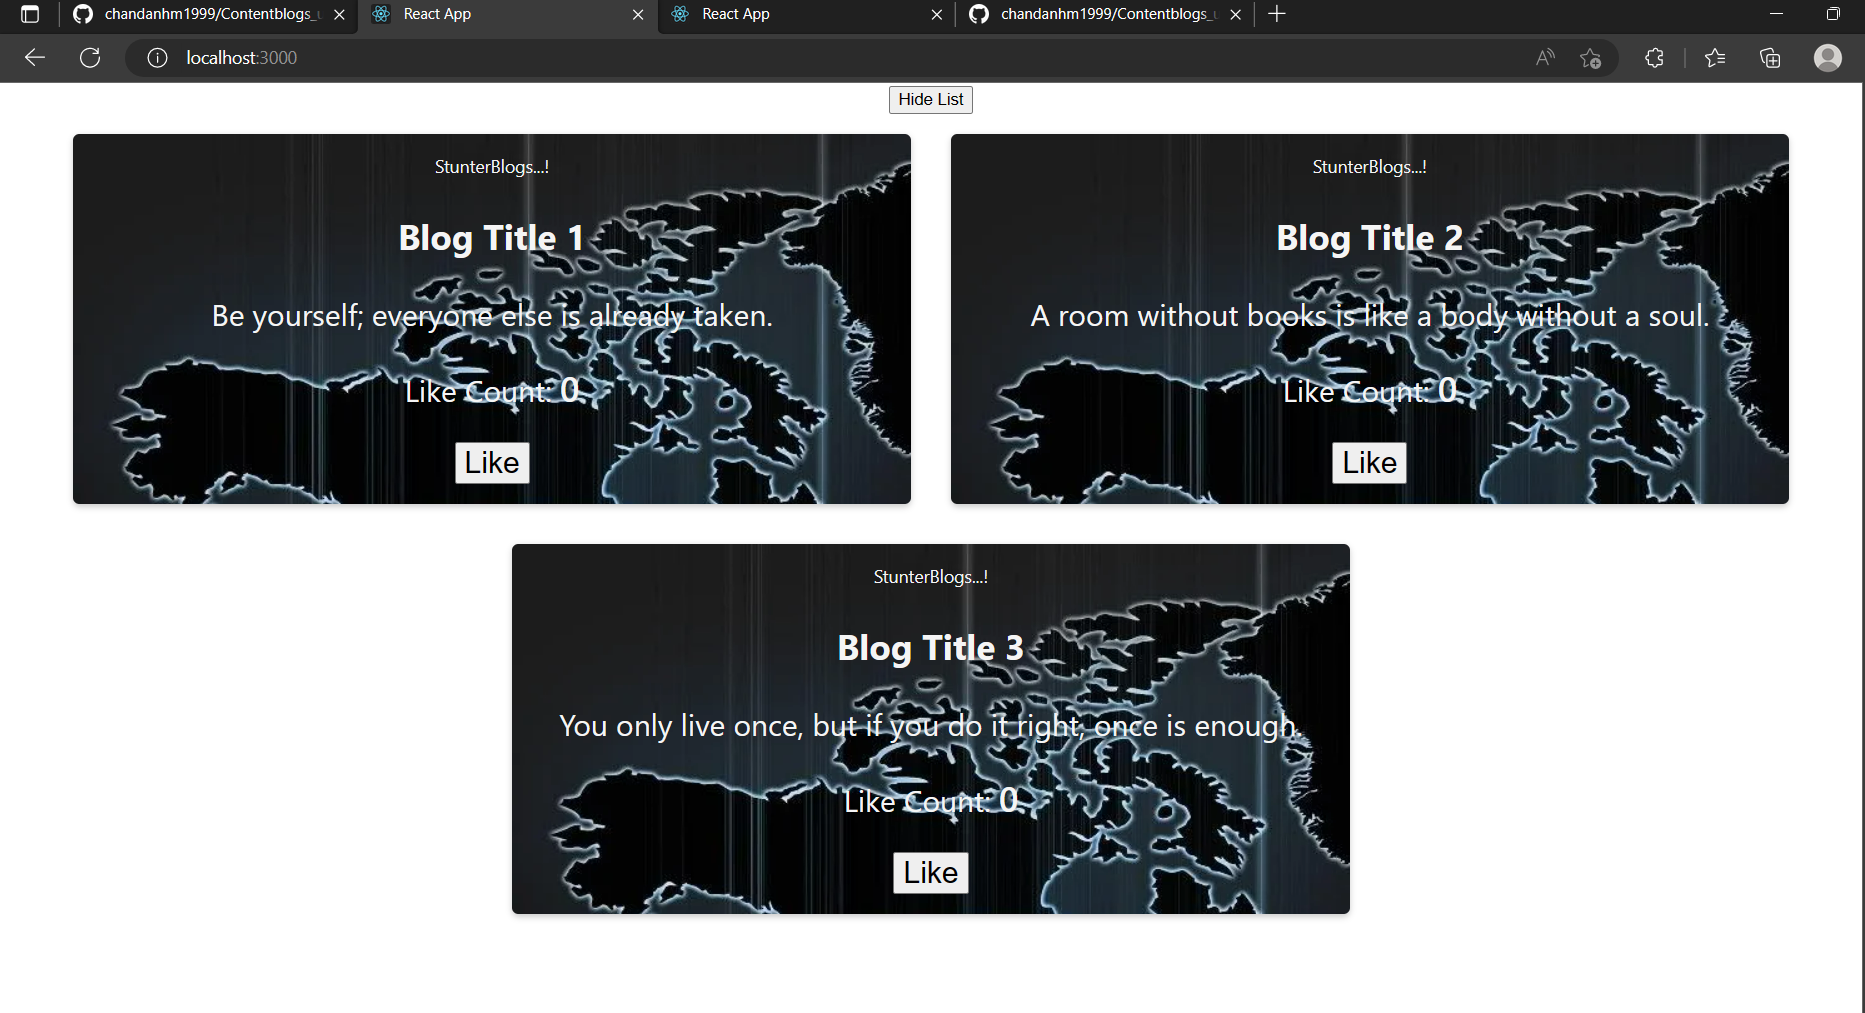 chandanhm1999/Contentblogs_u
React App
React App
chandanhm1999/Contentblogs_u
localhost:3000
Hide List
StunterBlogs...!
Blog Title 1
Be yourself; everyone else is already taken.
Like Count: 0
Like
StunterBlogs...!
Blog Title 2
A room without books is like a body without a soul.
Like Count: 0
Like
StunterBlogs...!
Blog Title 3
You only live once, but if you do it right, once is enough.
Like Count: 0
Like